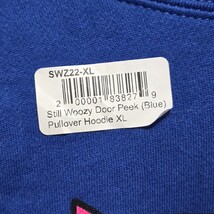 SWZ22-XL
2 00001 83827 9
Still Woozy Door Peek (Blue)
Pullover Hoodie XL